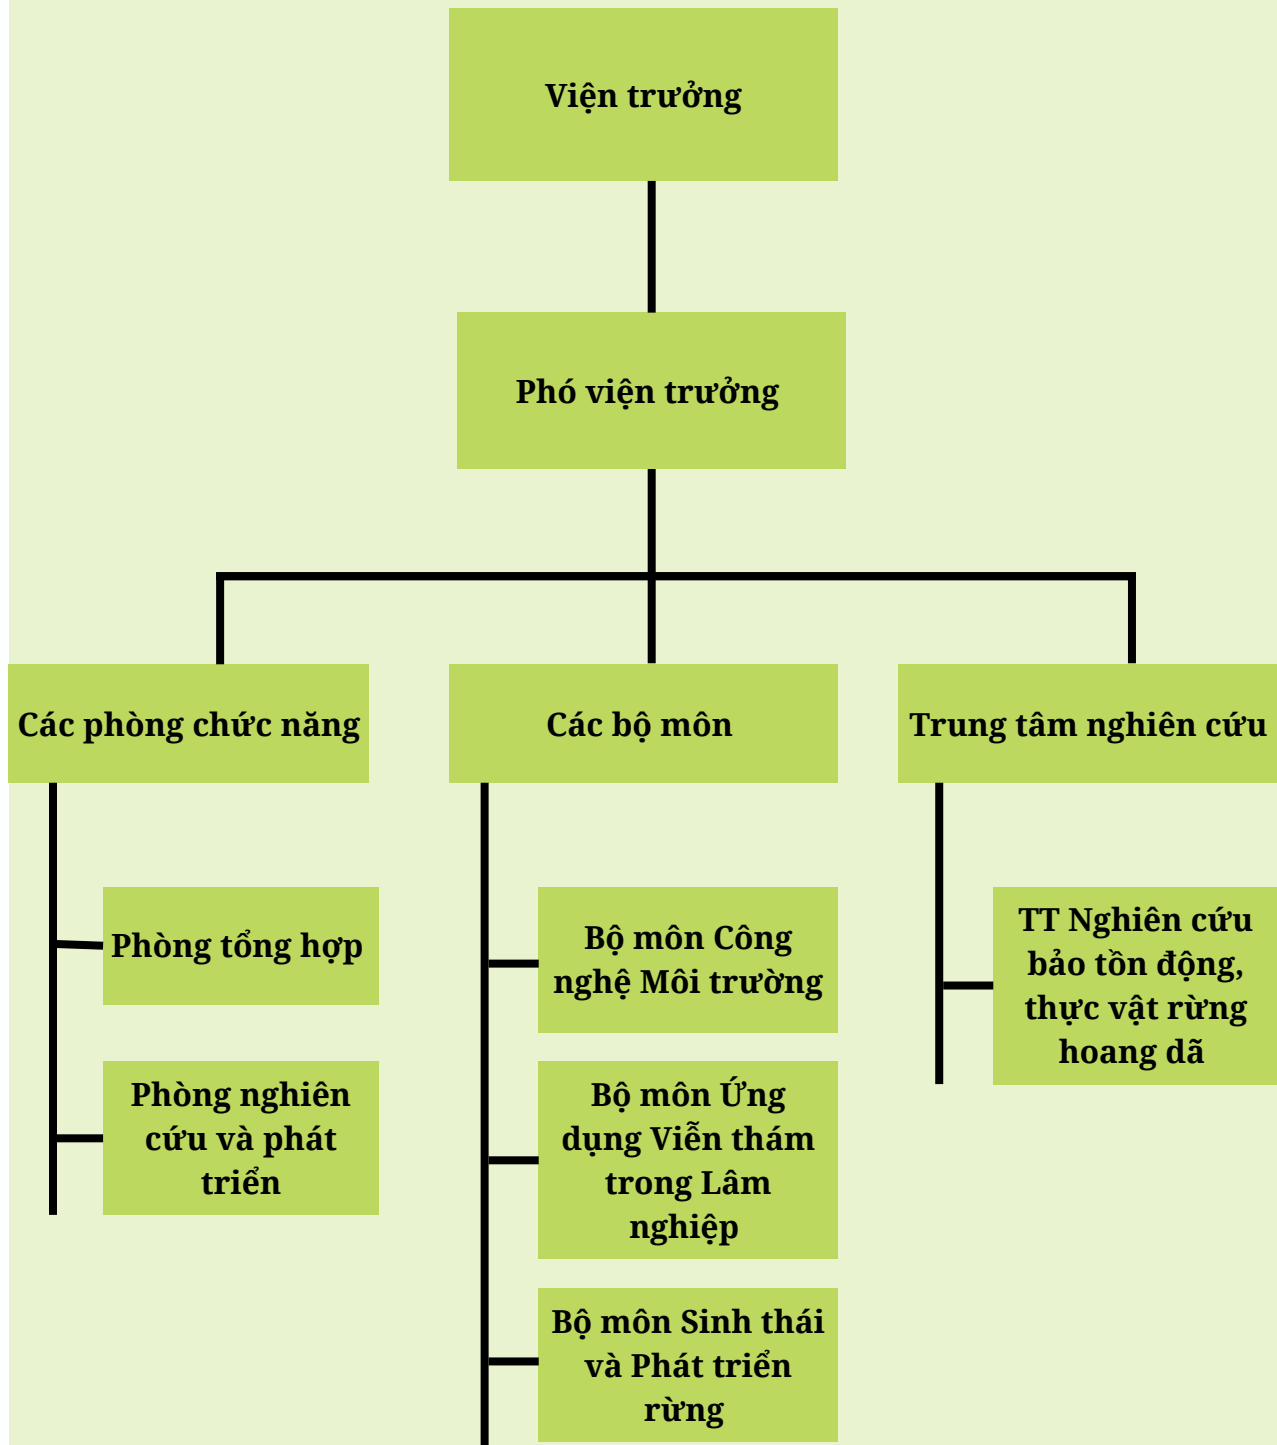 Viện trưởng
Phó viện trưởng
Các phòng chức năng
Các bộ môn
Trung tâm nghiên cứu
Phòng tổng hợp
Phòng nghiên
cứu và phát
triển
Bộ môn Công
nghệ Môi trường
Bộ môn Ứng
dụng Viễn thám
trong Lâm
nghiệp
Bộ môn Sinh thái
và Phát triển
rừng
TT Nghiên cứu
bảo tồn động,
thực vật rừng
hoang dã